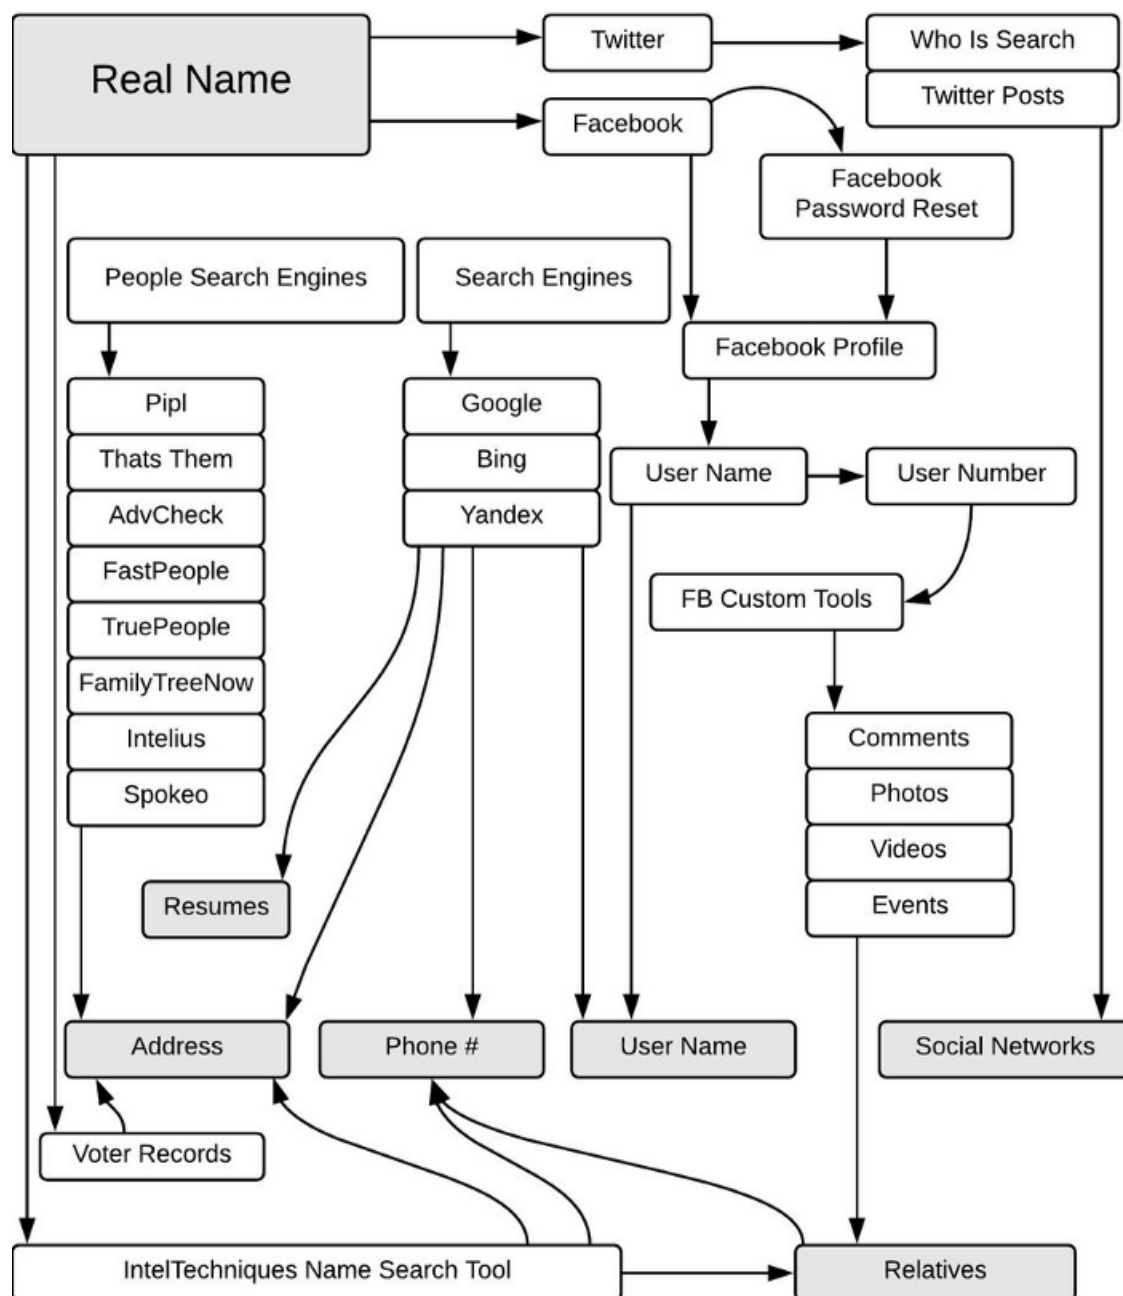 Real Name
Twitter
Who Is Search
Twitter Posts
Facebook
Facebook
Password Reset
People Search Engines
Search Engines
Facebook Profile
Pipl
Thats Them
AdvCheck
FastPeople
TruePeople
FamilyTreeNow
Intelius
Spokeo
Google
Bing
Yandex
User Name
User Number
FB Custom Tools
Comments
Photos
Videos
Events
Resumes
Address
Phone #
User Name
Social Networks
Voter Records
IntelTechniques Name Search Tool
Relatives